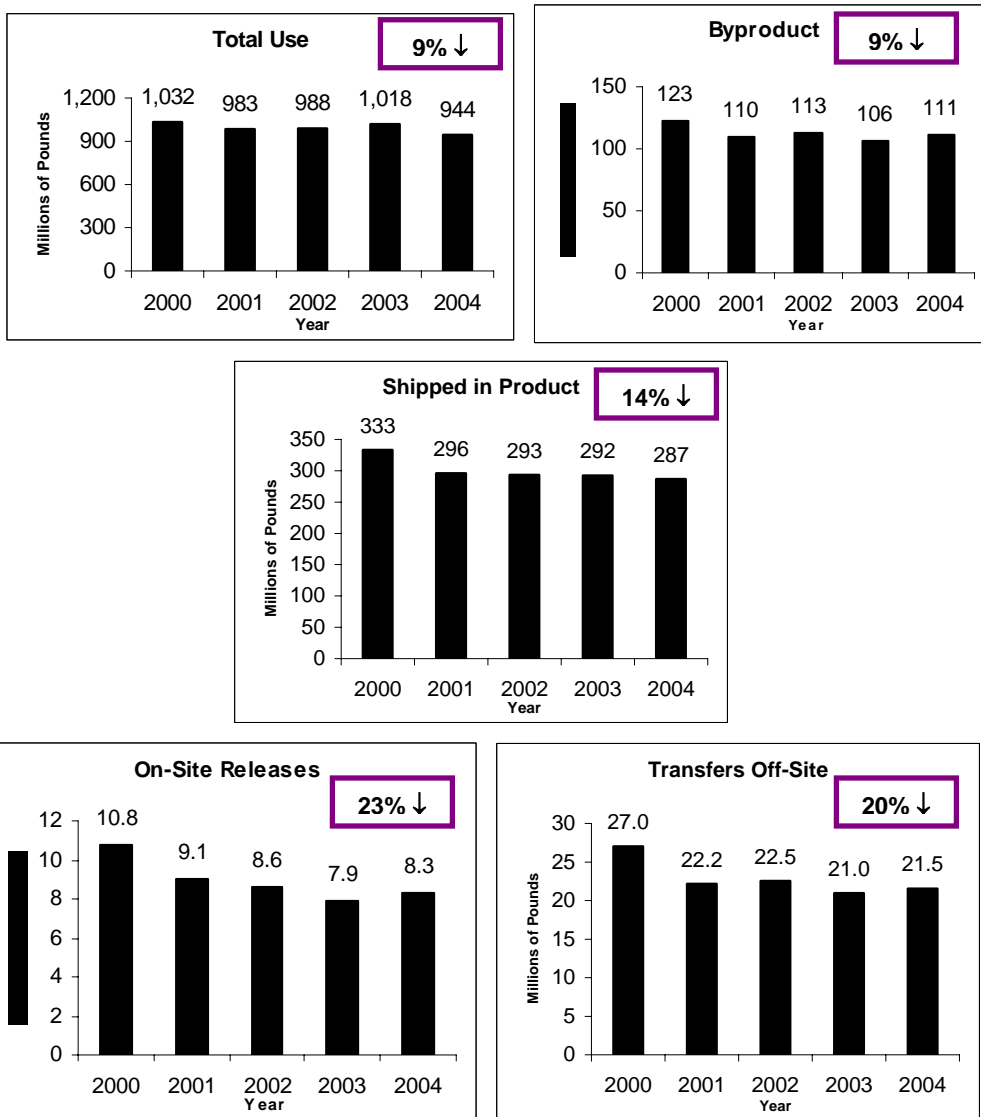 Total Use
9% ↓
1,032 983 988 1,018 944
1,200
900
600
300
0
Millions of Pounds
2000 2001 2002 2003 2004
Year
Byproduct
9% ↓
123 110 113 106 111
150
100
50
0
2000 2001 2002 2003 2004
Year
Shipped in Product
14% ↓
333 296 293 292 287
350
300
250
200
150
100
50
0
Millions of Pounds
2000 2001 2002 2003 2004
Year
On-Site Releases
23% ↓
10.8 9.1 8.6 7.9 8.3
12
10
8
6
4
2
0
2000 2001 2002 2003 2004
Year
Transfers Off-Site
20% ↓
27.0 22.2 22.5 21.0 21.5
30
25
20
15
10
5
0
Millions of Pounds
2000 2001 2002 2003 2004
Year